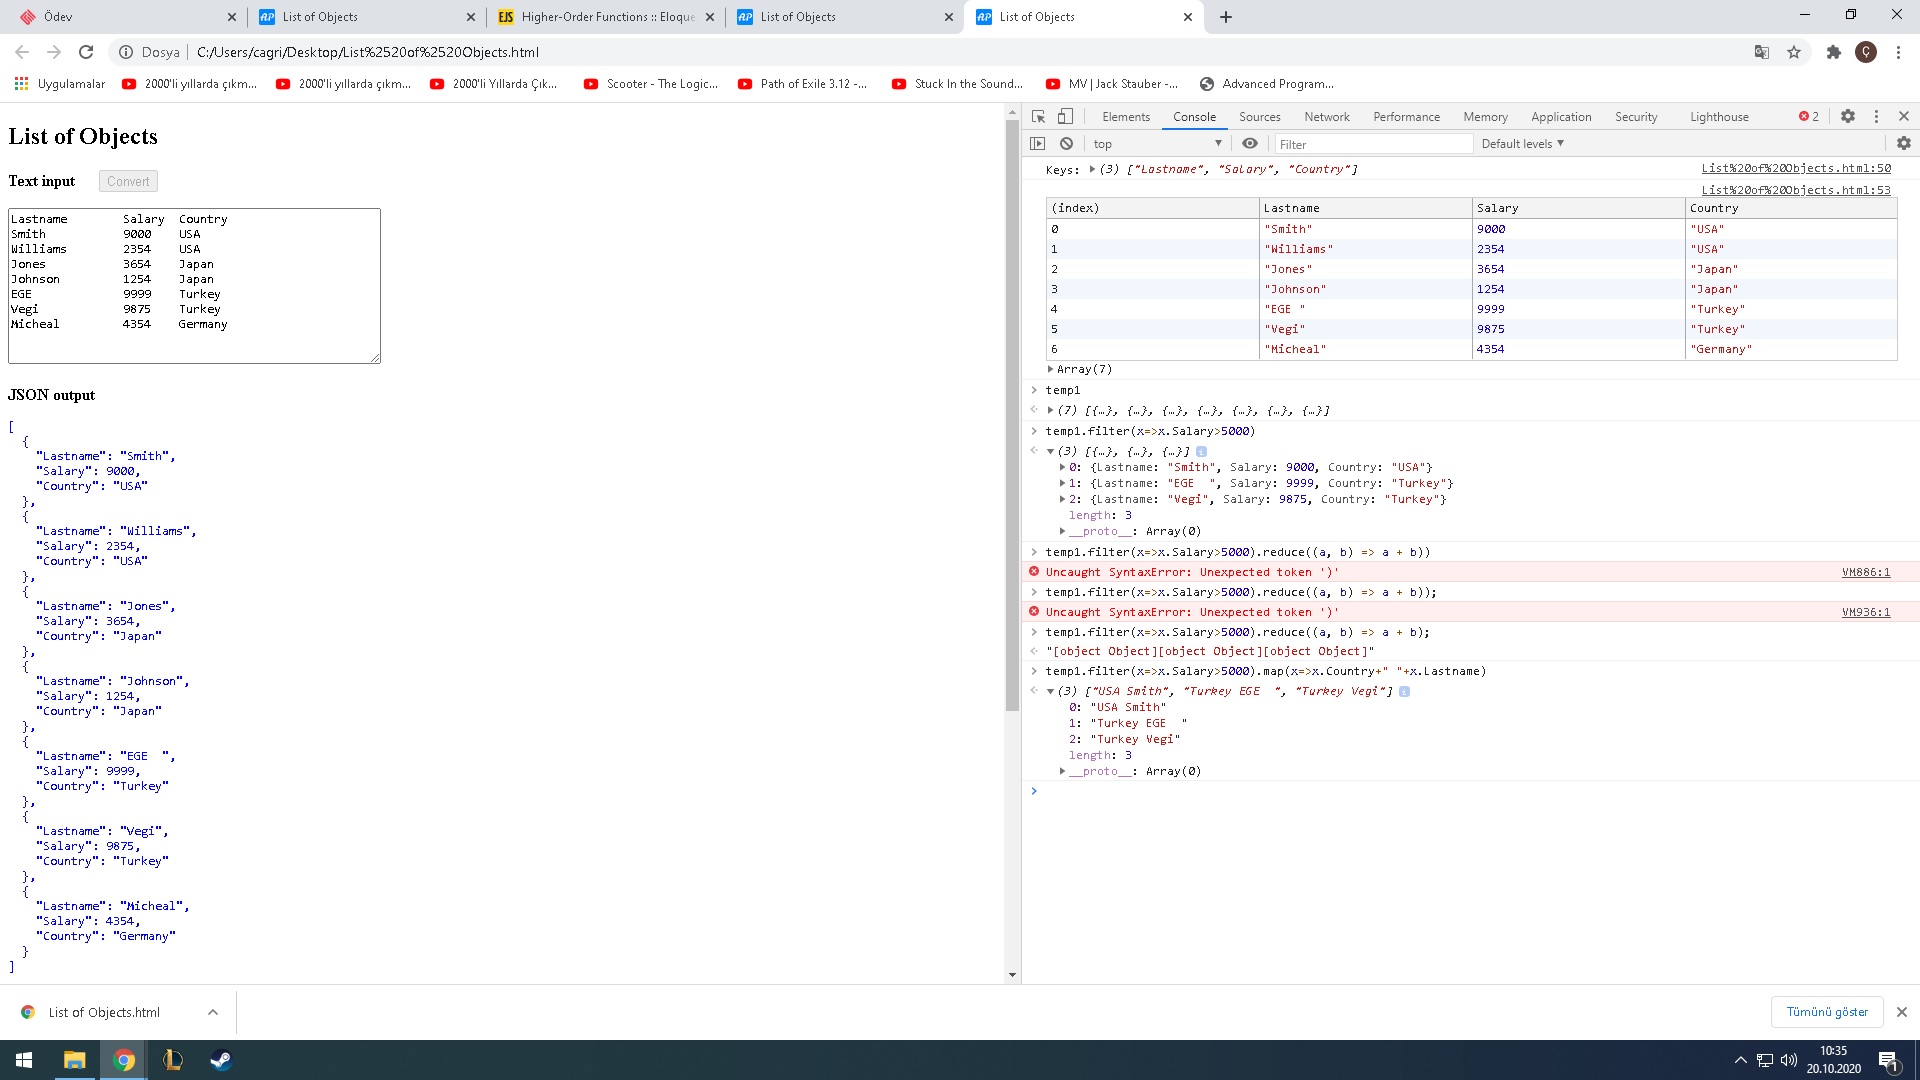 Ödev
List of Objects
Higher-Order Functions :: Eloque
List of Objects
List of Objects
Dosya
C:/Users/cagri/Desktop/List%2520of%2520Objects.html
Ç
Uygulamalar
2000'li yıllarda çıkm...
2000'li yıllarda çıkm...
2000'li Yıllarda Çık...
Scooter - The Logic...
Path of Exile 3.12 -...
Stuck In the Sound...
MV | Jack Stauber -...
Advanced Program...
List of Objects
Text input Convert
Lastname Salary Country
Smith 9000 USA
Williams 2354 USA
Jones 3654 Japan
Johnson 1254 Japan
EGE 9999 Turkey
Vegi 9875 Turkey
Micheal 4354 Germany
JSON output
[
{
"Lastname": "Smith",
"Salary": 9000,
"Country": "USA"
},
{
"Lastname": "Williams",
"Salary": 2354,
"Country": "USA"
},
{
"Lastname": "Jones",
"Salary": 3654,
"Country": "Japan"
},
{
"Lastname": "Johnson",
"Salary": 1254,
"Country": "Japan"
},
{
"Lastname": "EGE  ",
"Salary": 9999,
"Country": "Turkey"
},
{
"Lastname": "Vegi",
"Salary": 9875,
"Country": "Turkey"
},
{
"Lastname": "Micheal",
"Salary": 4354,
"Country": "Germany"
}
]
Elements Console Sources Network Performance Memory Application Security Lighthouse 2
top Filter Default levels
Keys: (3) ["Lastname", "Salary", "Country"] List%20of%20Objects.html:50
List%20of%20Objects.html:53
(index) Lastname Salary Country
0 "Smith" 9000 "USA"
1 "Williams" 2354 "USA"
2 "Jones" 3654 "Japan"
3 "Johnson" 1254 "Japan"
4 "EGE " 9999 "Turkey"
5 "Vegi" 9875 "Turkey"
6 "Micheal" 4354 "Germany"
Array(7)
temp1
(7) [{…}, {…}, {…}, {…}, {…}, {…}, {…}]
temp1.filter(x=>x.Salary>5000)
(3) [{…}, {…}, {…}]
0: {Lastname: "Smith", Salary: 9000, Country: "USA"}
1: {Lastname: "EGE  ", Salary: 9999, Country: "Turkey"}
2: {Lastname: "Vegi", Salary: 9875, Country: "Turkey"}
length: 3
__proto__: Array(0)
temp1.filter(x=>x.Salary>5000).reduce((a, b) => a + b))
Uncaught SyntaxError: Unexpected token ')' VM886:1
temp1.filter(x=>x.Salary>5000).reduce((a, b) => a + b));
Uncaught SyntaxError: Unexpected token ')' VM936:1
temp1.filter(x=>x.Salary>5000).reduce((a, b) => a + b);
"[object Object][object Object][object Object]"
temp1.filter(x=>x.Salary>5000).map(x=>x.Country+" "+x.Lastname)
(3) ["USA Smith", "Turkey EGE  ", "Turkey Vegi"]
0: "USA Smith"
1: "Turkey EGE  "
2: "Turkey Vegi"
length: 3
__proto__: Array(0)
List of Objects.html
Tümünü göster
10:35
20.10.2020
1